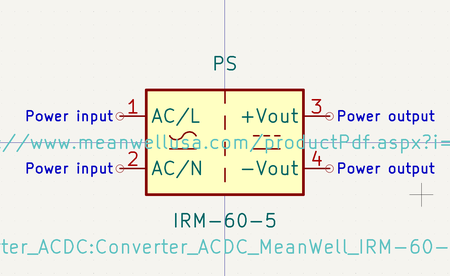 PS
1 3
Power input AC/L +Vout Power output
://www.meanwellusa.com/productPdf.aspx?i=
2 4
Power input AC/N −Vout Power output
IRM-60-5
ter_ACDC:Converter_ACDC_MeanWell_IRM-60-